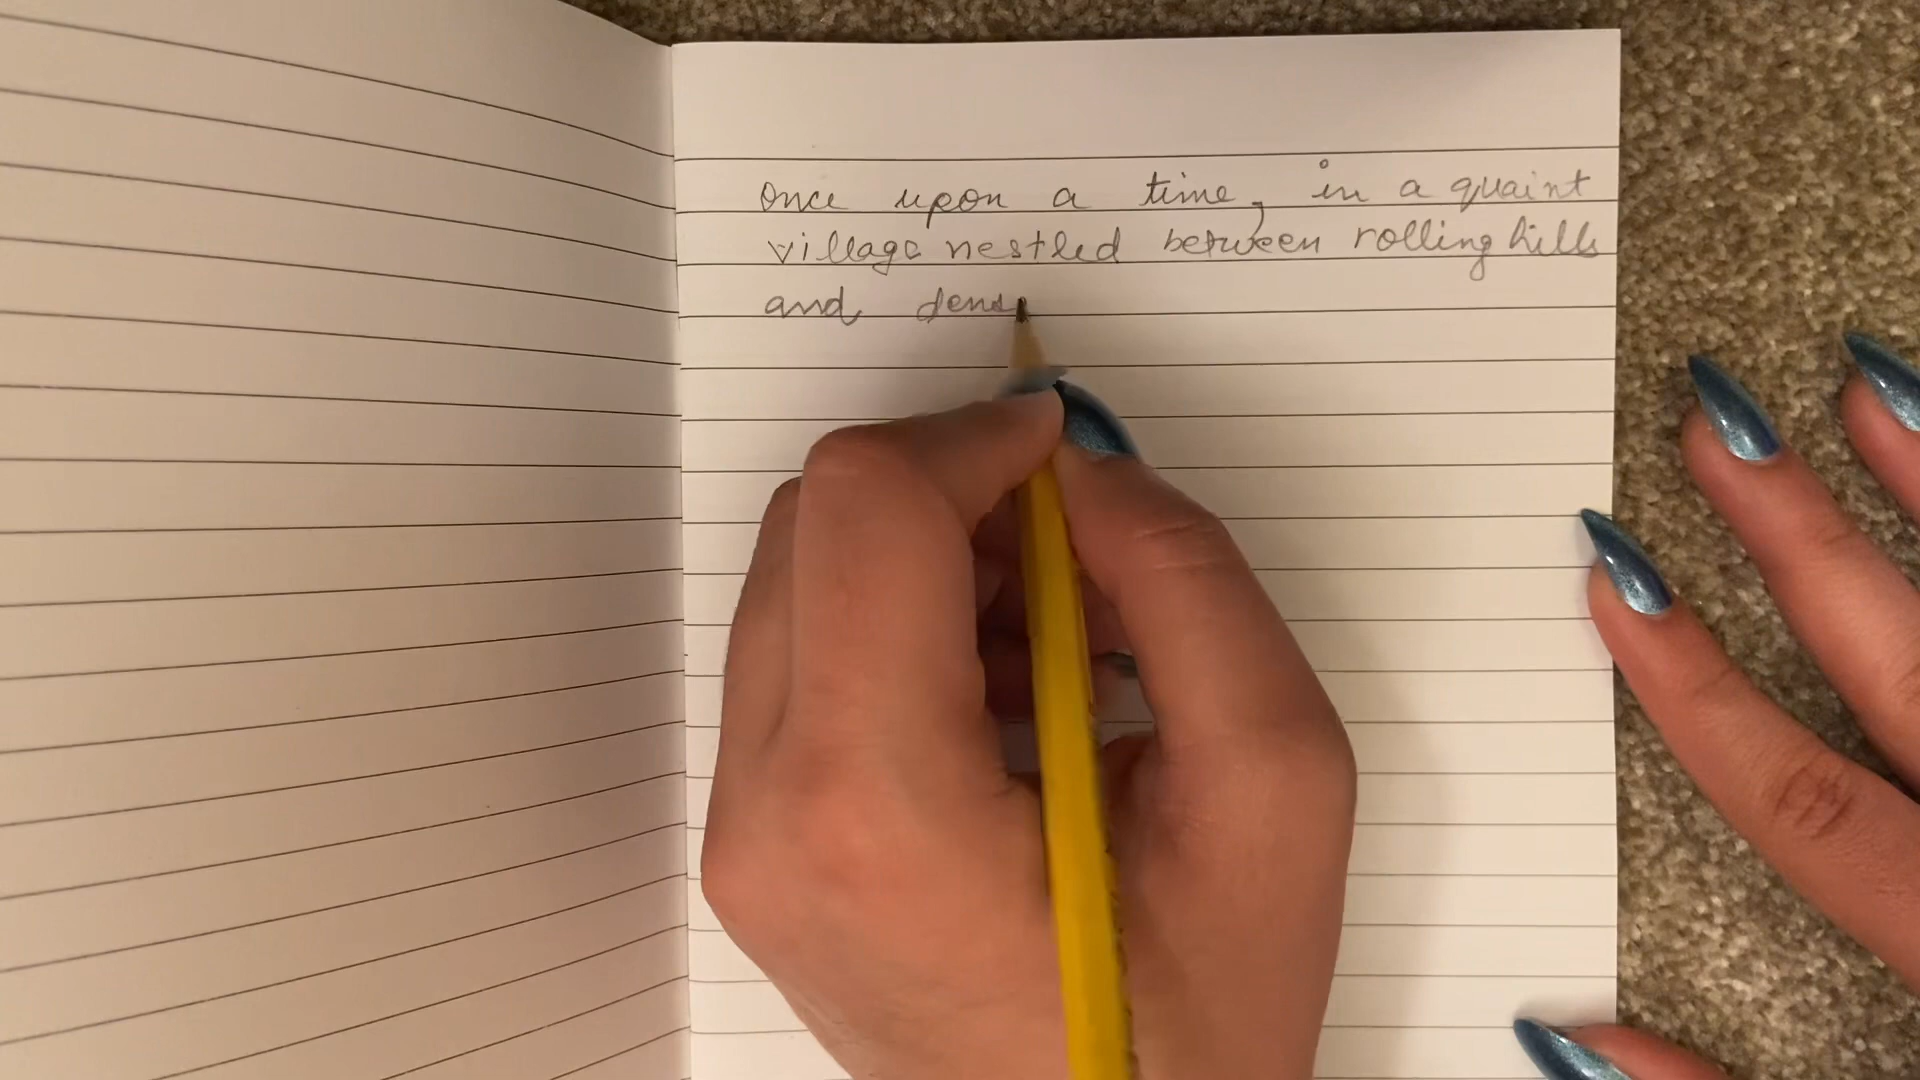 once upon a time, in a quaint
village nestled between rolling hills
and dens